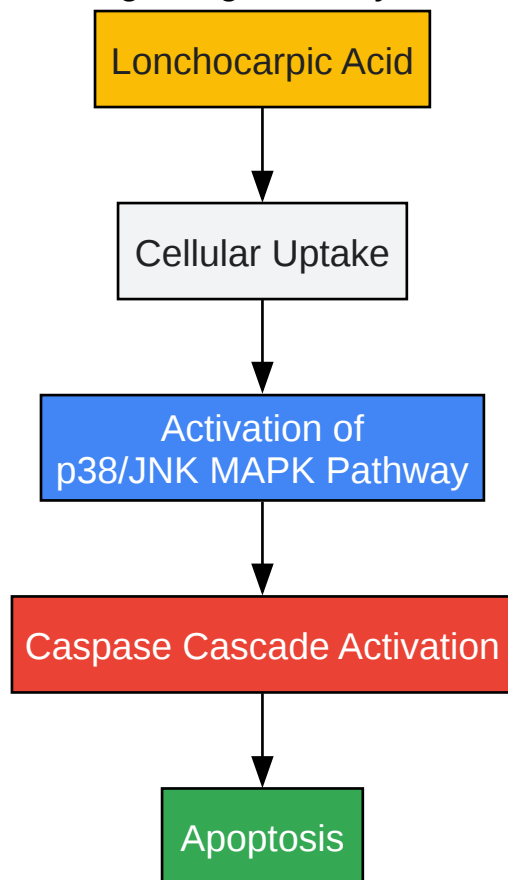 Lonchocarpic Acid
Cellular Uptake
Activation of
p38/JNK MAPK Pathway
Caspase Cascade Activation
Apoptosis